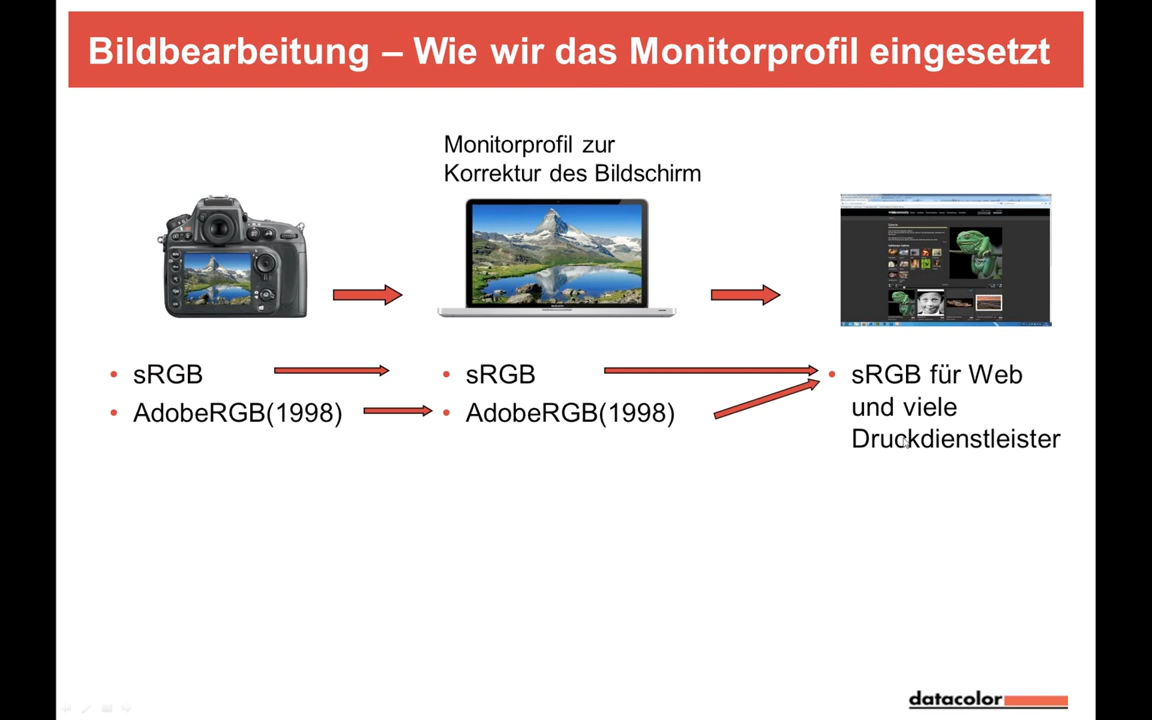 Bildbearbeitung – Wie wir das Monitorprofil eingesetzt
Monitorprofil zur
Korrektur des Bildschirm
• sRGB
• AdobeRGB(1998)
• sRGB
• AdobeRGB(1998)
• sRGB für Web
und viele
Druckdienstleister
datacolor